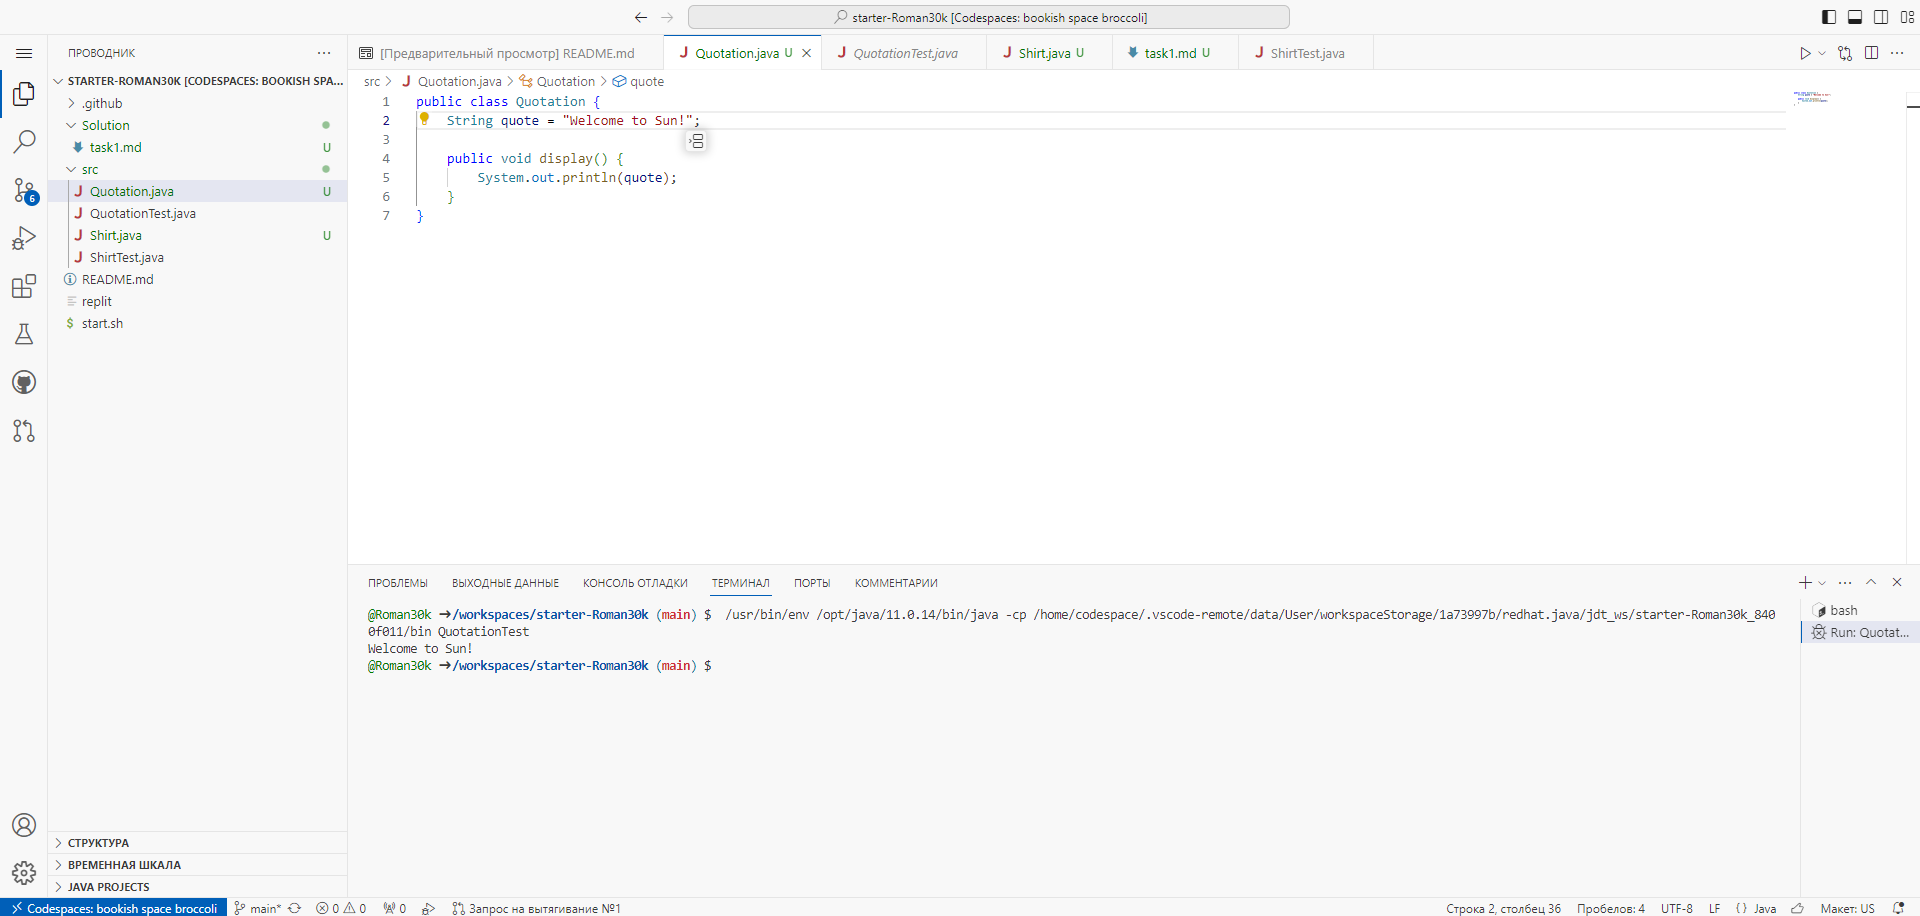 starter-Roman30k [Codespaces: bookish space broccoli]
ПРОВОДНИК
STARTER-ROMAN30K [CODESPACES: BOOKISH SPA...
.github
Solution
task1.md U
src
Quotation.java U
QuotationTest.java
Shirt.java U
ShirtTest.java
README.md
replit
$ start.sh
СТРУКТУРА
ВРЕМЕННАЯ ШКАЛА
JAVA PROJECTS
[Предварительный просмотр] README.md
Quotation.java U
QuotationTest.java
Shirt.java U
task1.md U
ShirtTest.java
src > Quotation.java > Quotation > quote
1 public class Quotation {
2 String quote = "Welcome to Sun!";
3
4 public void display() {
5 System.out.println(quote);
6 }
7 }
ПРОБЛЕМЫ ВЫХОДНЫЕ ДАННЫЕ КОНСОЛЬ ОТЛАДКИ ТЕРМИНАЛ ПОРТЫ КОММЕНТАРИИ
@Roman30k ➜/workspaces/starter-Roman30k (main) $ /usr/bin/env /opt/java/11.0.14/bin/java -cp /home/codespace/.vscode-remote/data/User/workspaceStorage/1a73997b/redhat.java/jdt_ws/starter-Roman30k_840
0f011/bin QuotationTest
Welcome to Sun!
@Roman30k ➜/workspaces/starter-Roman30k (main) $
bash
Run: Quotat...
6
Codespaces: bookish space broccoli main* 0 0 0 Запрос на вытягивание №1 Строка 2, столбец 36 Пробелов: 4 UTF-8 LF {} Java Макет: US